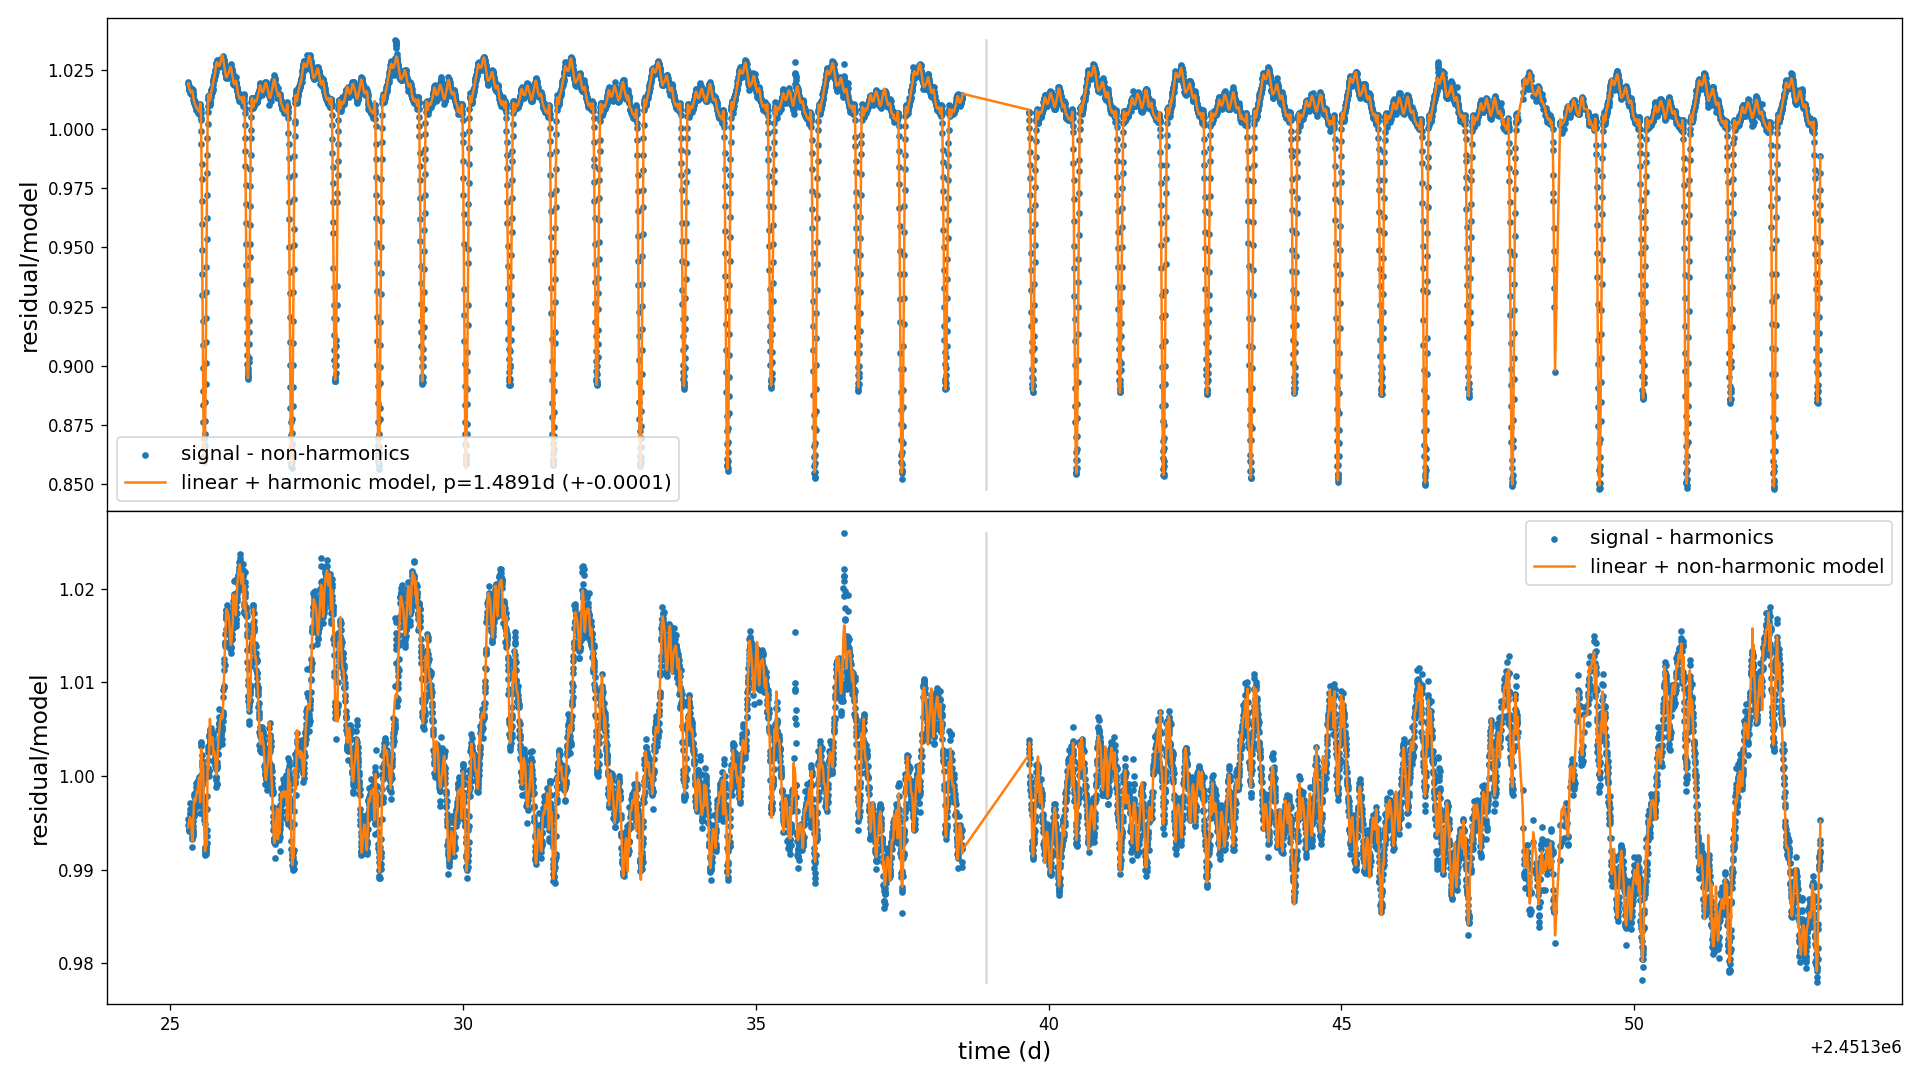 residual/model
1.025
1.000
0.975
0.950
0.925
0.900
0.875
0.850
signal - non-harmonics
linear + harmonic model, p=1.4891d (+-0.0001)
residual/model
1.02
1.01
1.00
0.99
0.98
signal - harmonics
linear + non-harmonic model
25 30 35 40 45 50
time (d)
+2.4513e6